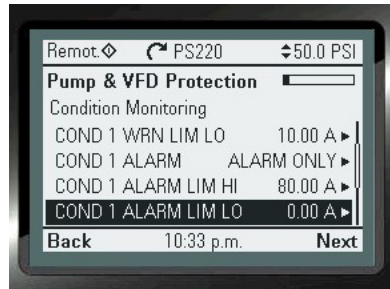 Remot. PS220 50.0 PSI
Pump & VFD Protection
Condition Monitoring
COND 1 WRN LIM LO 10.00 A
COND 1 ALARM ALARM ONLY
COND 1 ALARM LIM HI 80.00 A
COND 1 ALARM LIM LO 0.00 A
Back 10:33 p.m. Next